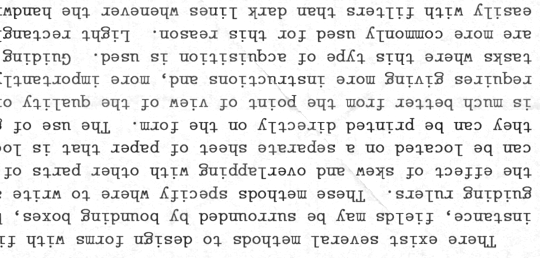 There exist several methods to design forms with fi
instance, fields may be surrounded by bounding boxes,
guiding rulers. These methods specify where to write
the effect of skew and overlapping with other parts of
can be located on a separate sheet of paper that is loc
they can be printed directly on the form. The use of
is much better from the point of view of the quality o
requires giving more instructions and, more importantl
tasks where this type of acquisition is used. Guiding
are more commonly used for this reason. Light rectang
easily with filters than dark lines whenever the handw